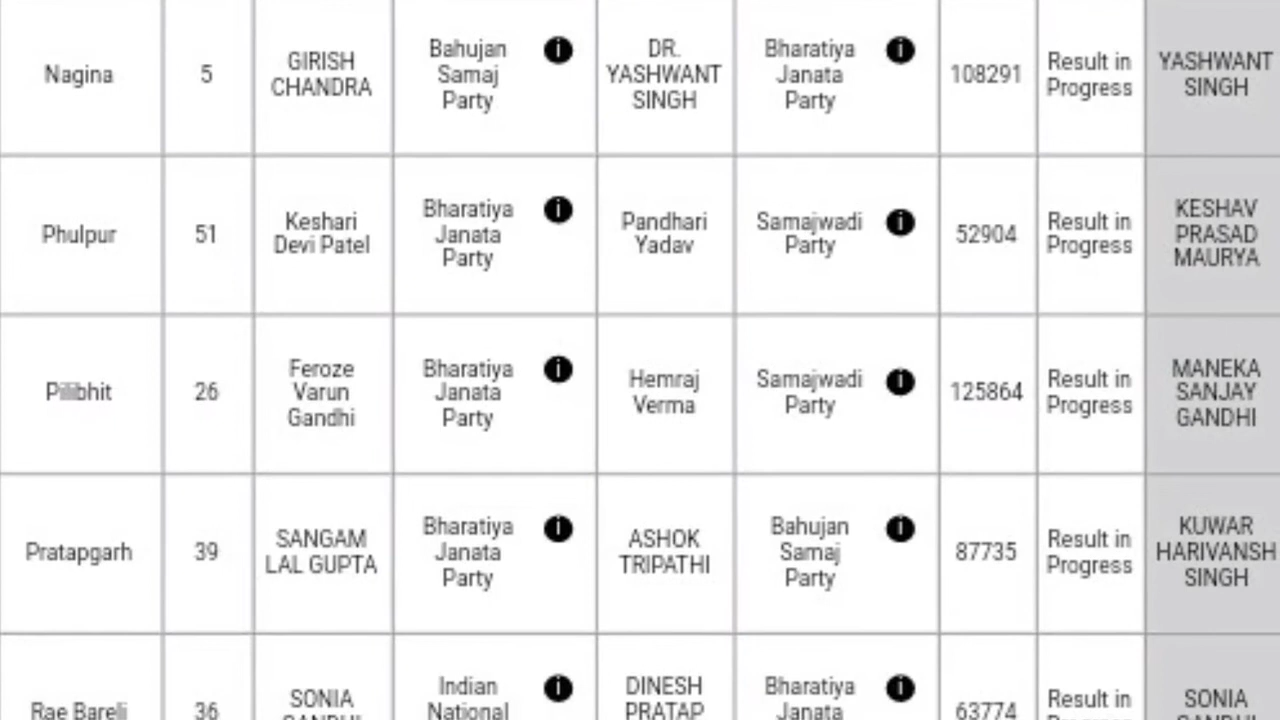 Nagina
5
GIRISH
CHANDRA
Bahujan
Samaj
Party
i
DR.
YASHWANT
SINGH
Bharatiya
Janata
Party
i
108291
Result in
Progress
YASHWANT
SINGH
Phulpur
51
Keshari
Devi Patel
Bharatiya
Janata
Party
i
Pandhari
Yadav
Samajwadi
Party
i
52904
Result in
Progress
KESHAV
PRASAD
MAURYA
Pilibhit
26
Feroze
Varun
Gandhi
Bharatiya
Janata
Party
i
Hemraj
Verma
Samajwadi
Party
i
125864
Result in
Progress
MANEKA
SANJAY
GANDHI
Pratapgarh
39
SANGAM
LAL GUPTA
Bharatiya
Janata
Party
i
ASHOK
TRIPATHI
Bahujan
Samaj
Party
i
87735
Result in
Progress
KUWAR
HARIVANSH
SINGH
Rae Bareli
36
SONIA
GANDHI
Indian
National
i
DINESH
PRATAP
Bharatiya
Janata
i
63774
Result in
Progress
SONIA
GANDHI